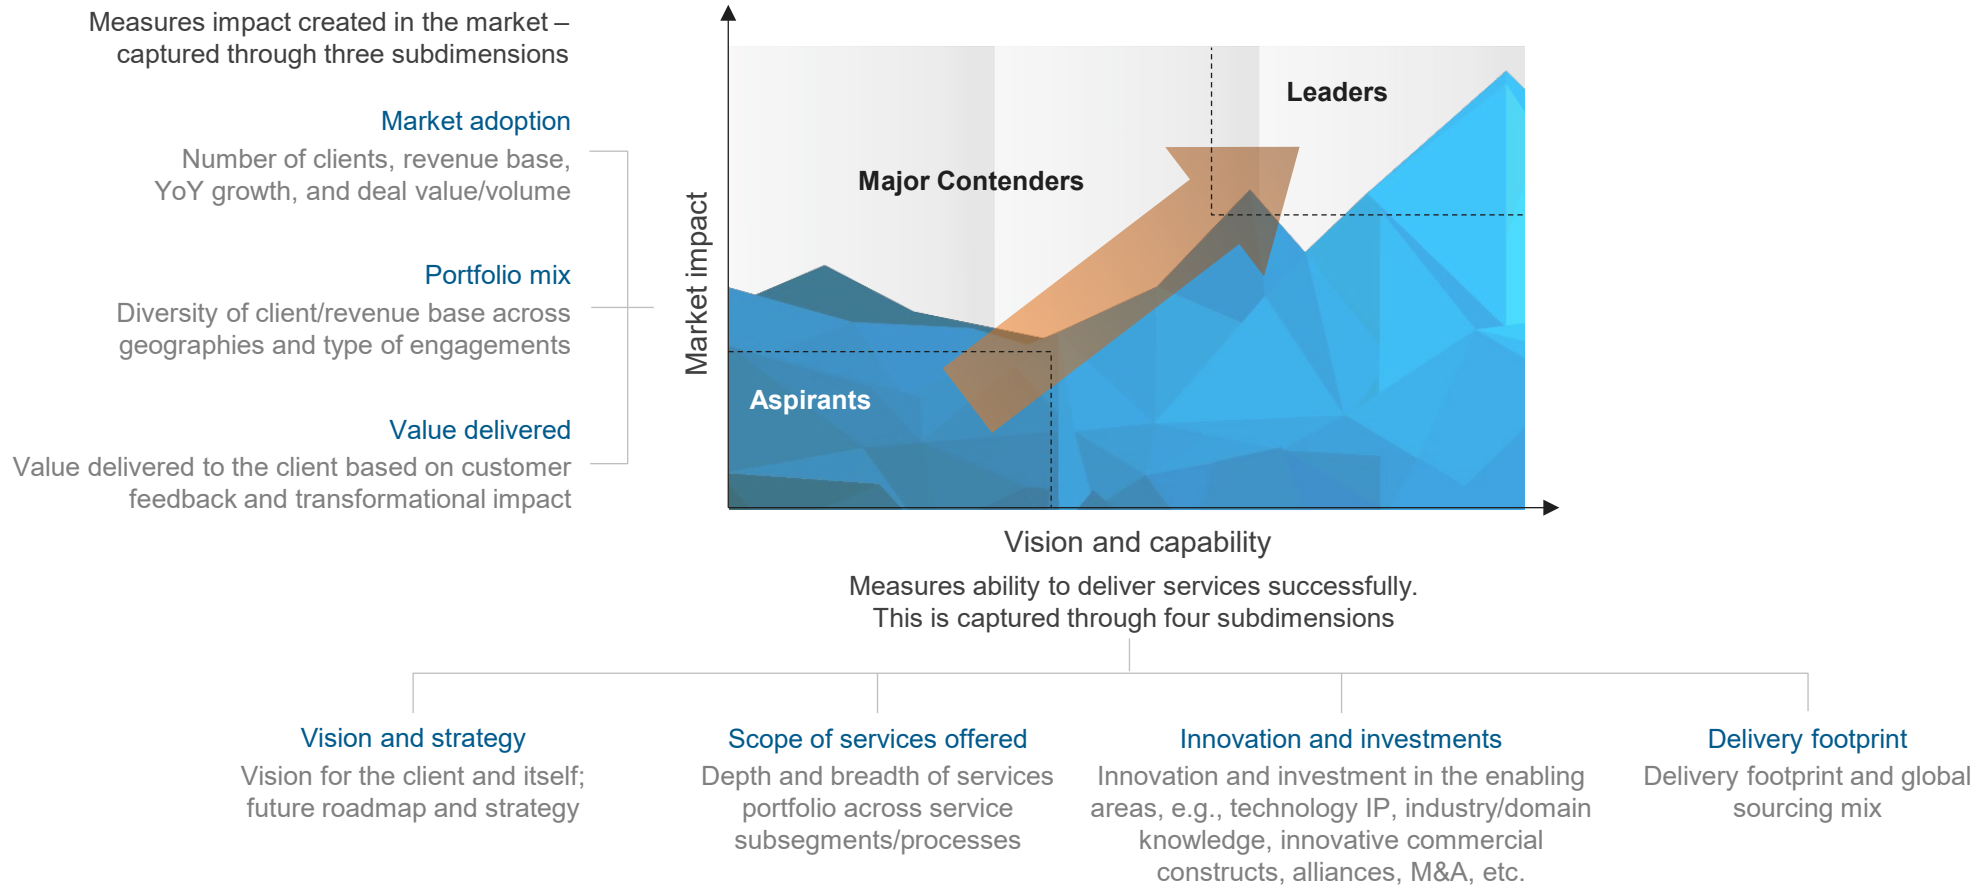 Measures impact created in the market –
captured through three subdimensions
Market adoption
Number of clients, revenue base,
YoY growth, and deal value/volume
Portfolio mix
Diversity of client/revenue base across
geographies and type of engagements
Value delivered
Value delivered to the client based on customer
feedback and transformational impact
Market impact
Leaders
Major Contenders
Aspirants
Vision and capability
Measures ability to deliver services successfully.
This is captured through four subdimensions
Vision and strategy
Vision for the client and itself;
future roadmap and strategy
Scope of services offered
Depth and breadth of services
portfolio across service
subsegments/processes
Innovation and investments
Innovation and investment in the enabling
areas, e.g., technology IP, industry/domain
knowledge, innovative commercial
constructs, alliances, M&A, etc.
Delivery footprint
Delivery footprint and global
sourcing mix